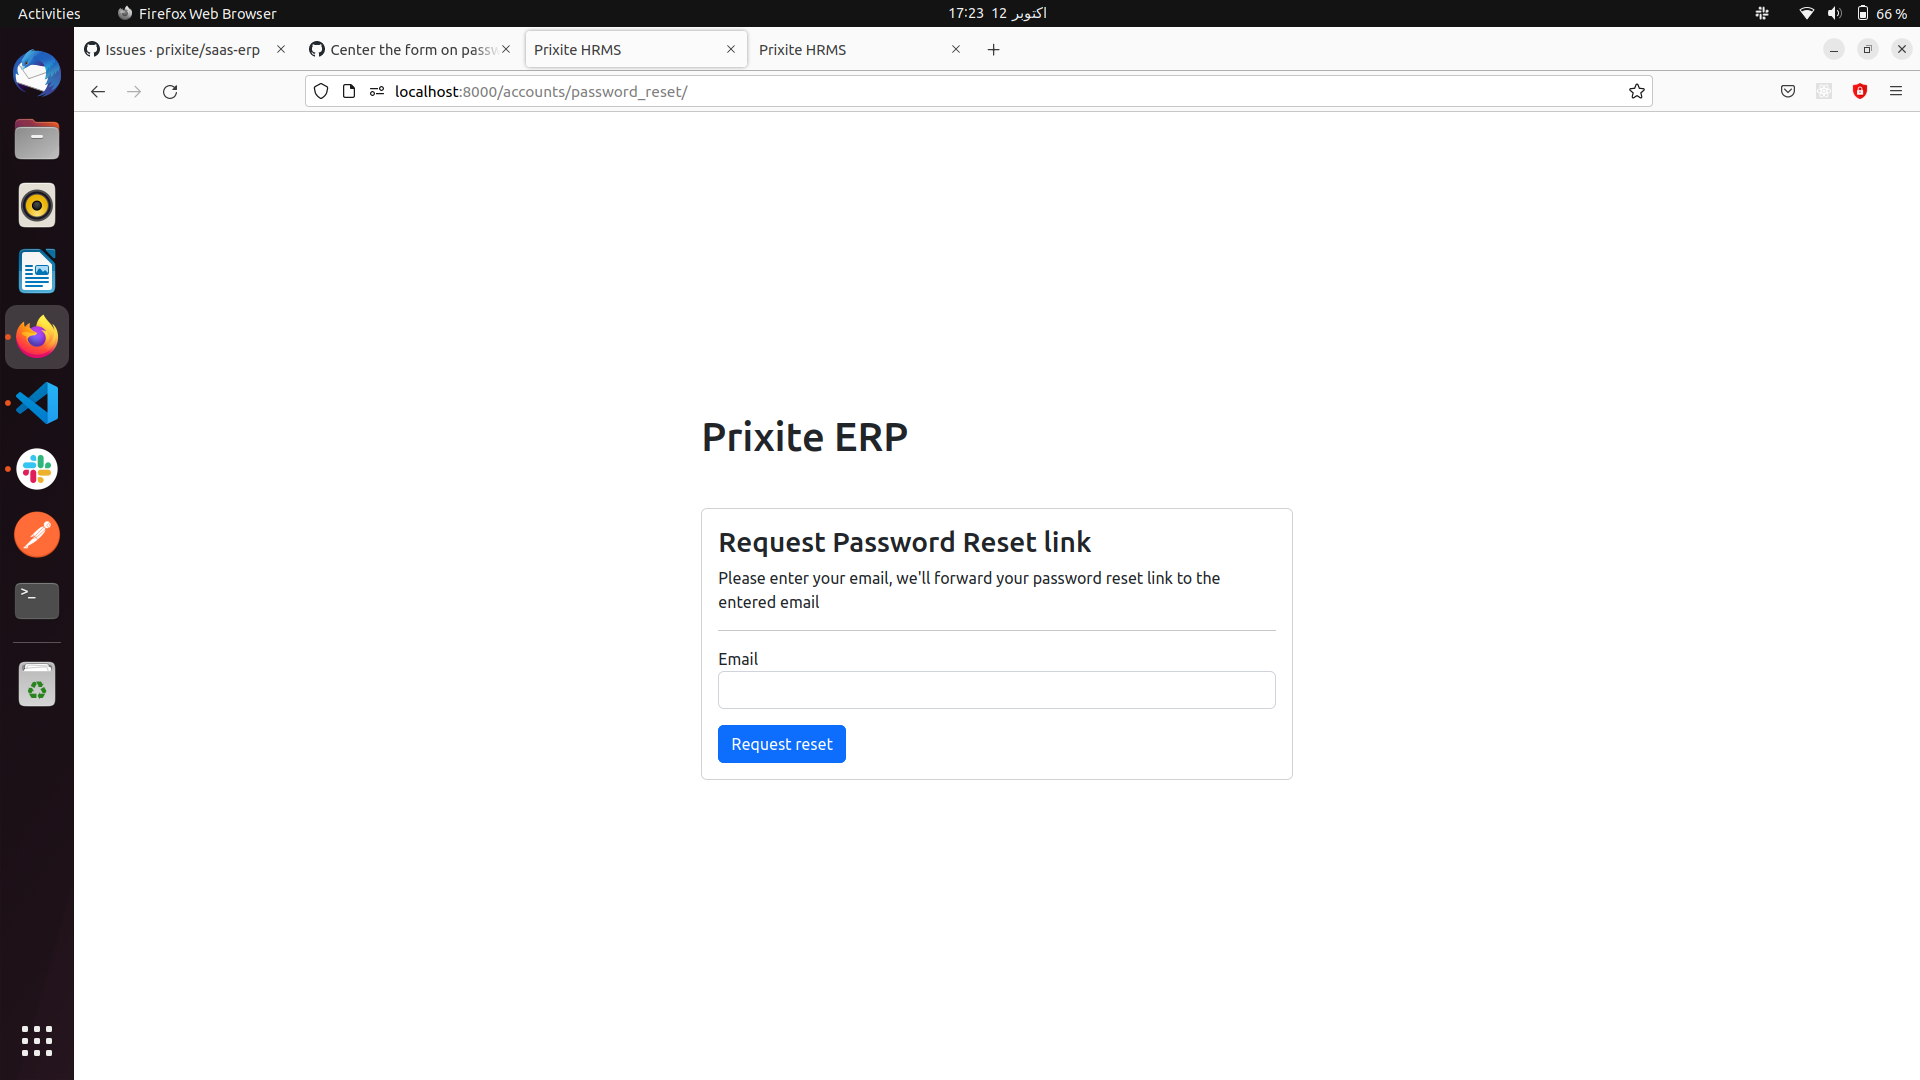 Activities
Firefox Web Browser
17:23 12 اکتوبر
66 %
Issues · prixite/saas-erp
Center the form on passw
Prixite HRMS
Prixite HRMS
localhost:8000/accounts/password_reset/
Prixite ERP
Request Password Reset link
Please enter your email, we'll forward your password reset link to the
entered email
Email
Request reset